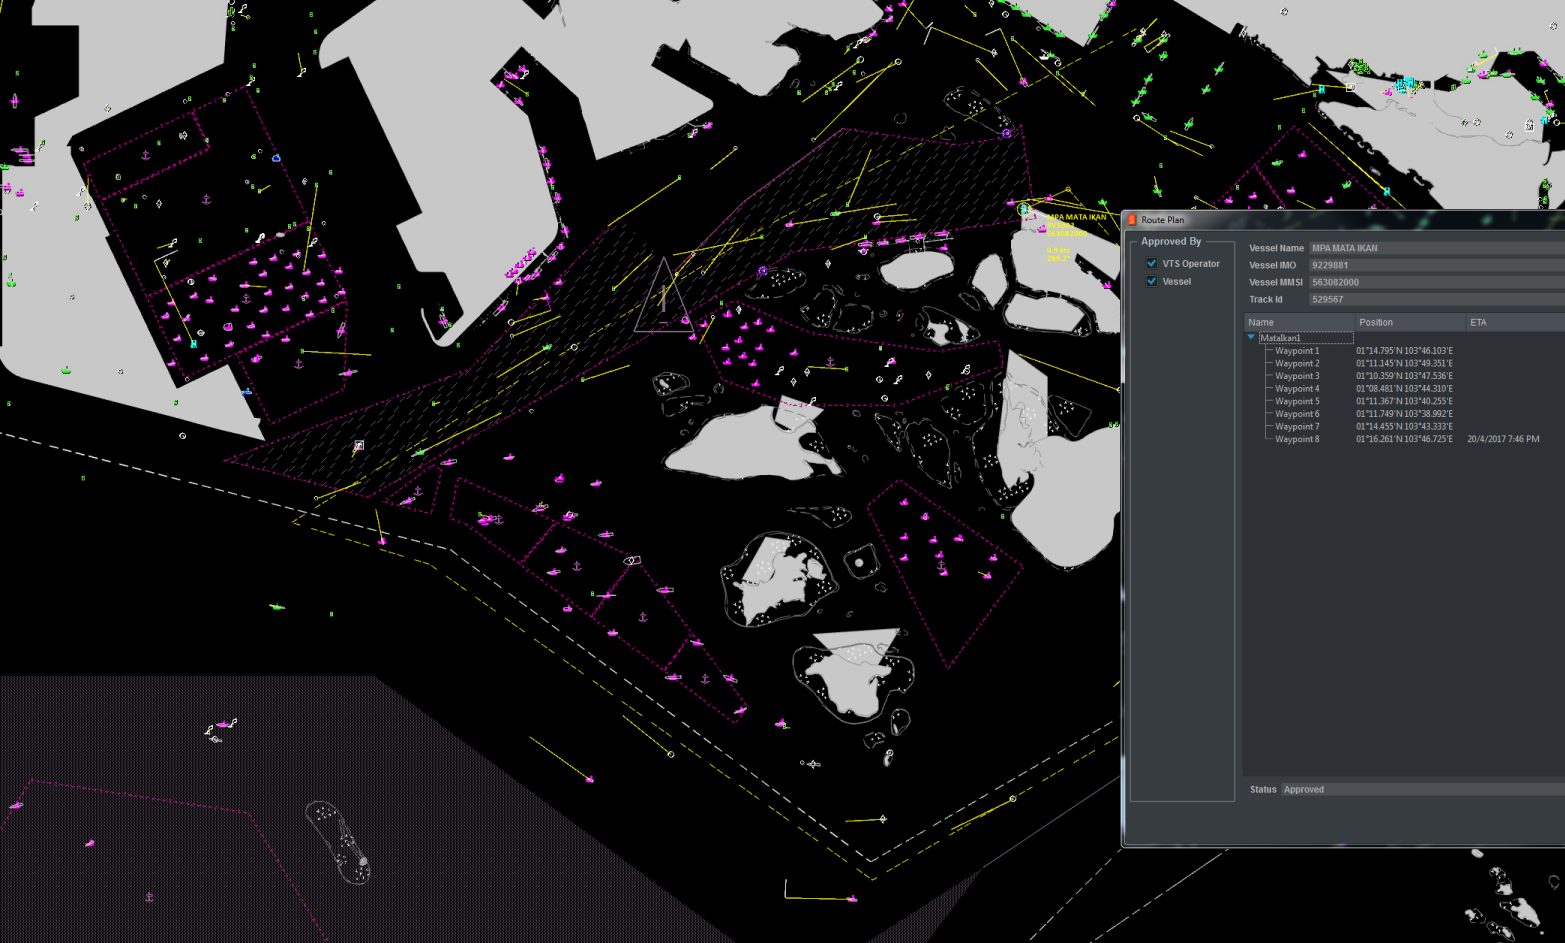 MPA MATA IKAN
563082000
Route Plan
Approved By
VTS Operator
Vessel
Vessel Name MPA MATA IKAN
Vessel IMO 9229881
Vessel MMSI 563082000
Track Id 529567
Name Position ETA
MataIkan1
Waypoint 1 01°14.795'N 103°46.103'E
Waypoint 2 01°11.145'N 103°49.351'E
Waypoint 3 01°10.359'N 103°47.536'E
Waypoint 4 01°08.481'N 103°44.310'E
Waypoint 5 01°11.367'N 103°40.255'E
Waypoint 6 01°11.749'N 103°38.992'E
Waypoint 7 01°14.455'N 103°43.333'E
Waypoint 8 01°16.261'N 103°46.725'E 20/4/2017 7:46 PM
Status Approved